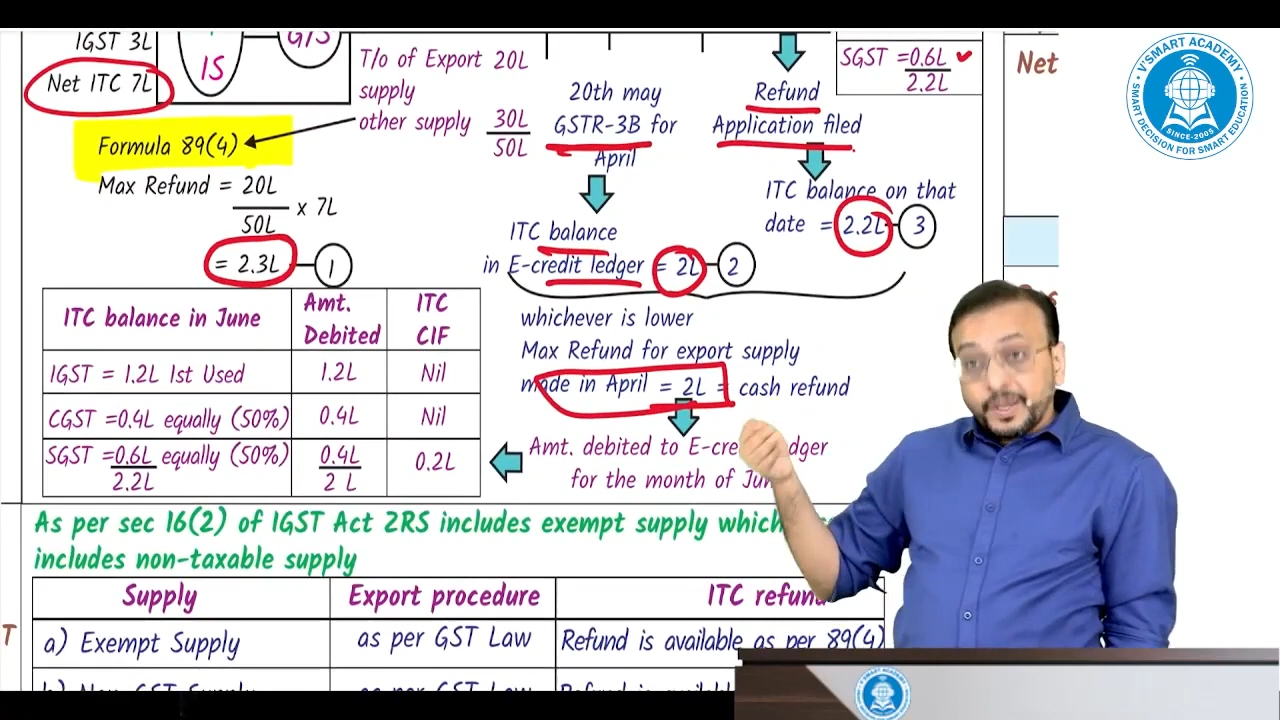 IGST 3L
Net ITC 7L
G/S
IS
T/o of Export 20L
supply
other supply 30L
50L
Formula 89(4)
Max Refund = 20L
50L
x 7L
= 2.3L
1
20th may
GSTR-3B for
April
ITC balance
in E-credit ledger = 2L
2
Refund
Application filed
ITC balance on that
date = 2.2L
3
SGST = 0.6L
2.2L
Net
V'SMART ACADEMY
SINCE-2005
SMART DECISION FOR SMART EDUCATION
whichever is lower
Max Refund for export supply
made in April = 2L = cash refund
Amt. debited to E-cre ledger
for the month of Jun
ITC balance in June
Amt.
Debited
ITC
CIF
IGST = 1.2L 1st Used
1.2L
Nil
CGST =0.4L equally (50%)
0.4L
Nil
SGST =0.6L equally (50%)
2.2L
0.4L
2 L
0.2L
As per sec 16(2) of IGST Act ZRS includes exempt supply which
includes non-taxable supply
Supply
Export procedure
ITC refund
a) Exempt Supply
as per GST Law
Refund is available as per 89(4)
T